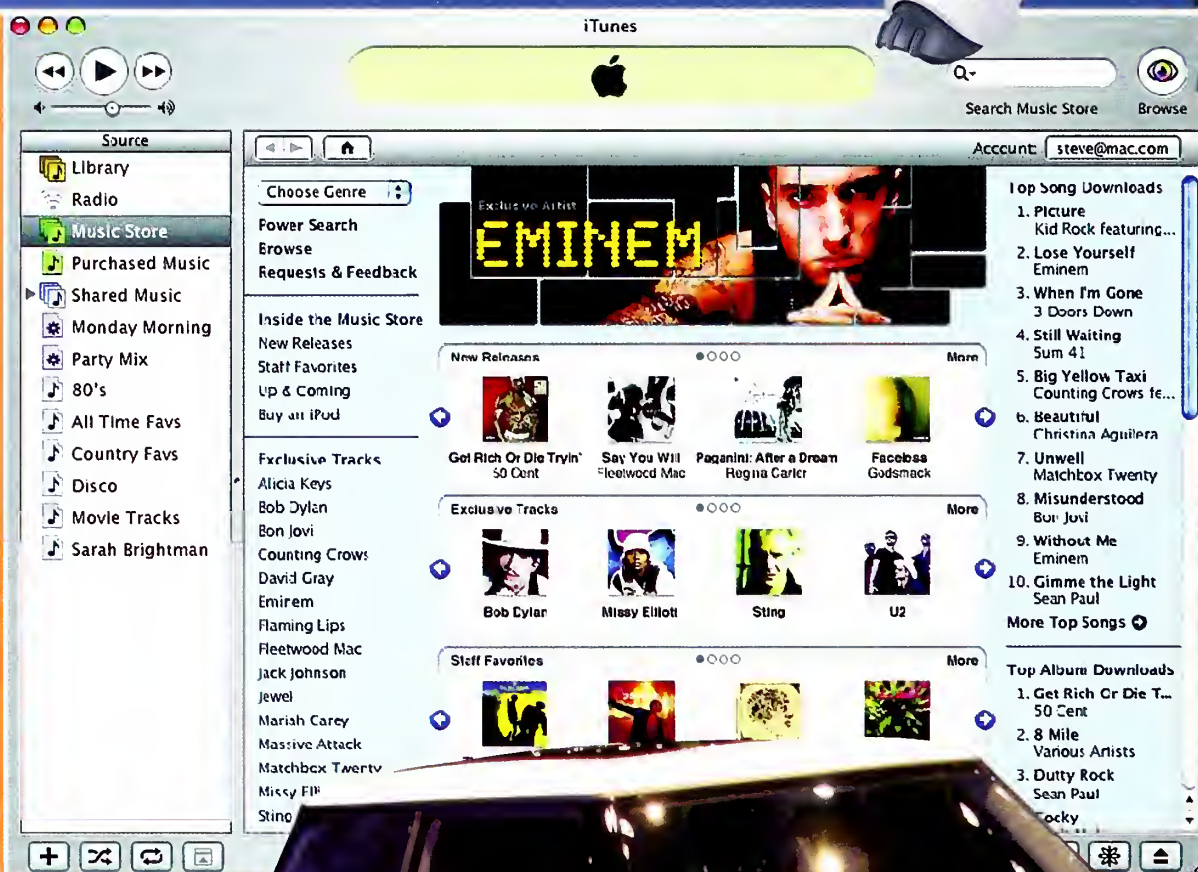 iTunes
Search Music Store
Browse
Source
Library
Radio
Music Store
Purchased Music
Shared Music
Monday Morning
Party Mix
80's
All Time Favs
Country Favs
Disco
Movie Tracks
Sarah Brightman
Account: steve@mac.com
Choose Genre
Power Search
Browse
Requests & Feedback
Inside the Music Store
New Releases
Staff Favorites
Up & Coming
Buy an iPod
Exclusive Tracks
Alicia Keys
Bob Dylan
Bon Jovi
Counting Crows
David Gray
Eminem
Flaming Lips
Fleetwood Mac
Jack Johnson
Jewel
Mariah Carey
Massive Attack
Matchbox Twenty
Missy Elli
Sting
Exclusive Artist
EMINEM
New Releases More
Get Rich Or Die Tryin' Say You Will Paganini: After a Dream Faceless
50 Cent Fleetwood Mac Regina Carter Godsmack
Exclusive Tracks More
Bob Dylan Missy Elliott Sting U2
Staff Favorites More
Top Song Downloads
1. Picture
Kid Rock featuring...
2. Lose Yourself
Eminem
3. When I'm Gone
3 Doors Down
4. Still Waiting
Sum 41
5. Big Yellow Taxi
Counting Crows fe...
6. Beautiful
Christina Aguilera
7. Unwell
Matchbox Twenty
8. Misunderstood
Bon Jovi
9. Without Me
Eminem
10. Gimme the Light
Sean Paul
More Top Songs
Top Album Downloads
1. Get Rich Or Die T...
50 Cent
2. 8 Mile
Various Artists
3. Dutty Rock
Sean Paul
Cocky